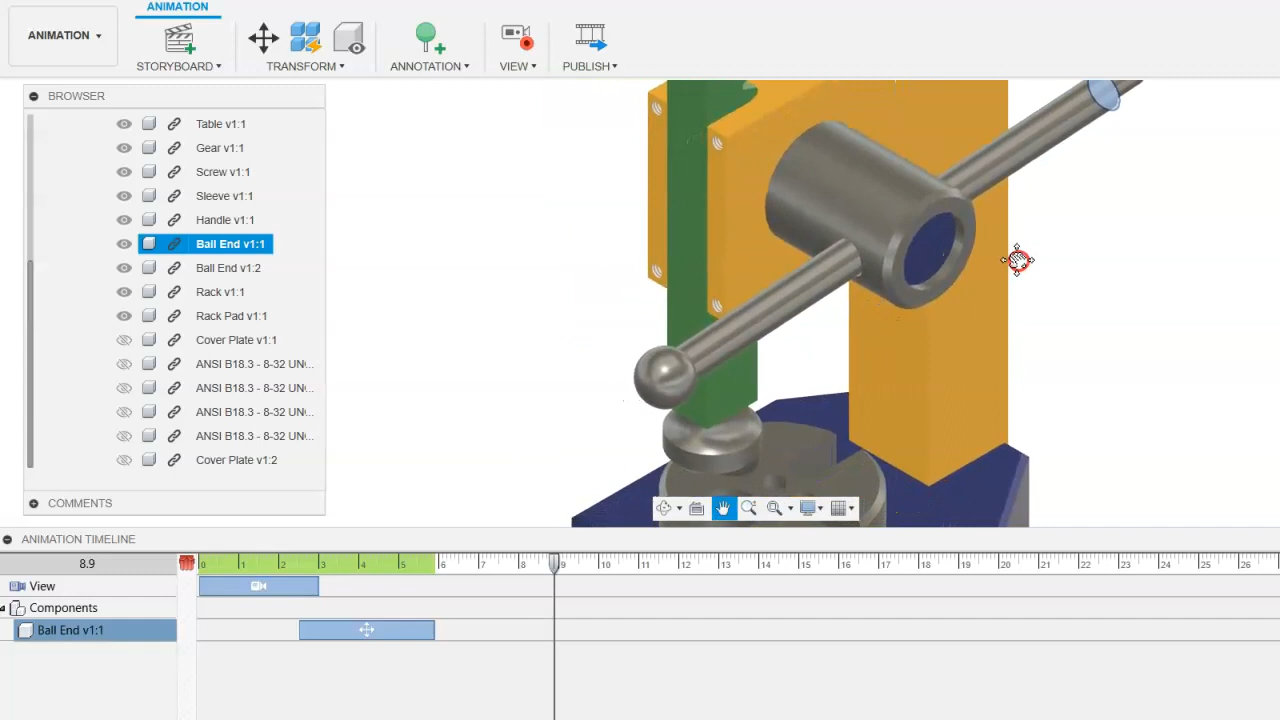 ANIMATION
ANIMATION
STORYBOARD
TRANSFORM
ANNOTATION
VIEW
PUBLISH
BROWSER
Table v1:1
Gear v1:1
Screw v1:1
Sleeve v1:1
Handle v1:1
Ball End v1:1
Ball End v1:2
Rack v1:1
Rack Pad v1:1
Cover Plate v1:1
ANSI B18.3 - 8-32 UN(...
ANSI B18.3 - 8-32 UN(...
ANSI B18.3 - 8-32 UN(...
ANSI B18.3 - 8-32 UN(...
Cover Plate v1:2
COMMENTS
ANIMATION TIMELINE
8.9
0 1 2 3 4 5 6 7 8 9 10 11 12 13 14 15 16 17 18 19 20 21 22 23 24 25 26
View
Components
Ball End v1:1